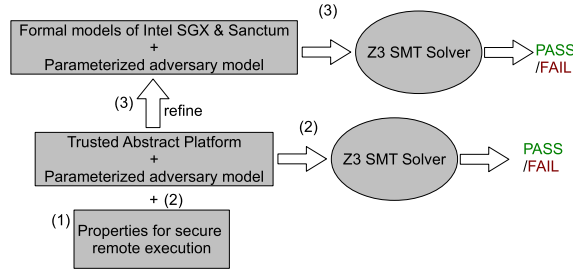 (3)
Formal models of Intel SGX & Sanctum
+
Parameterized adversary model
Z3 SMT Solver
PASS
/FAIL
(3)
refine
(2)
Trusted Abstract Platform
+
Parameterized adversary model
Z3 SMT Solver
PASS
/FAIL
+ (2)
(1)
Properties for secure
remote execution